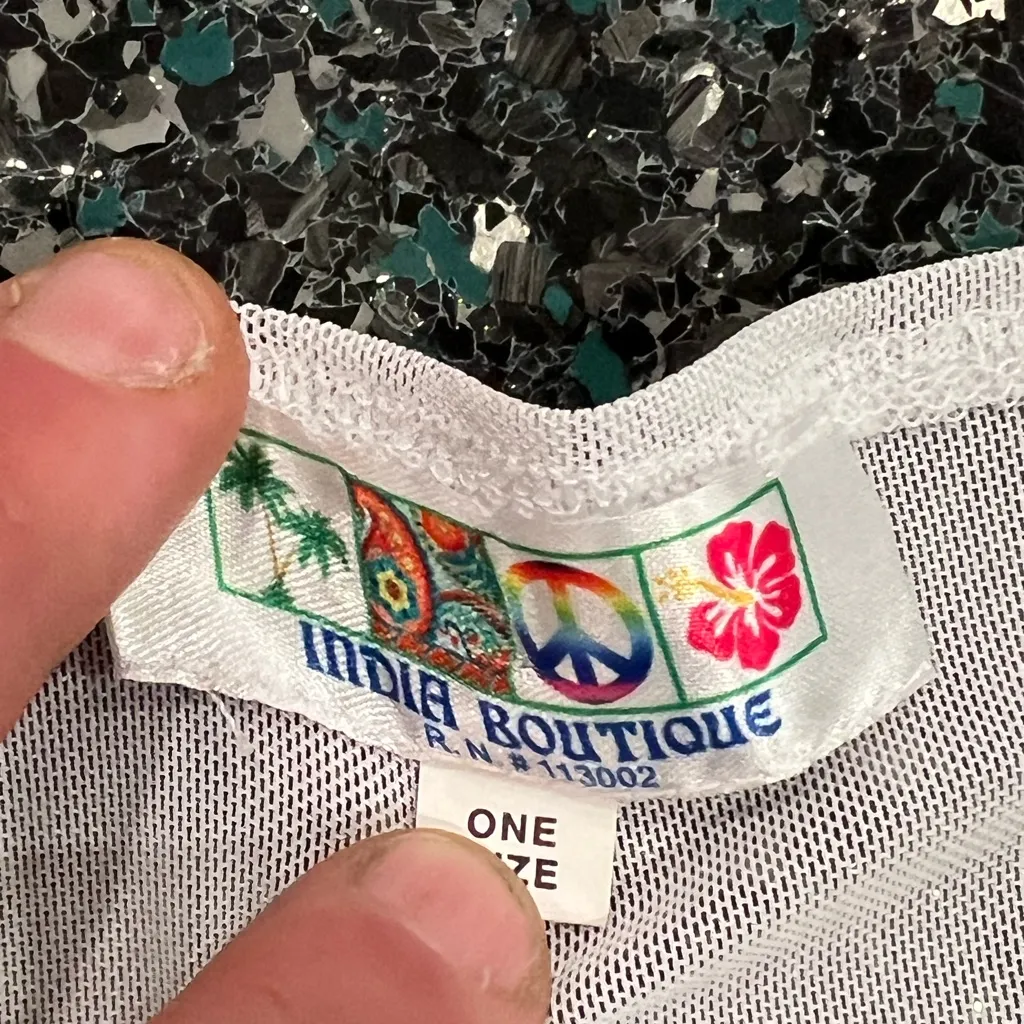 INDIA BOUTIQUE
R. N # 113002
ONE